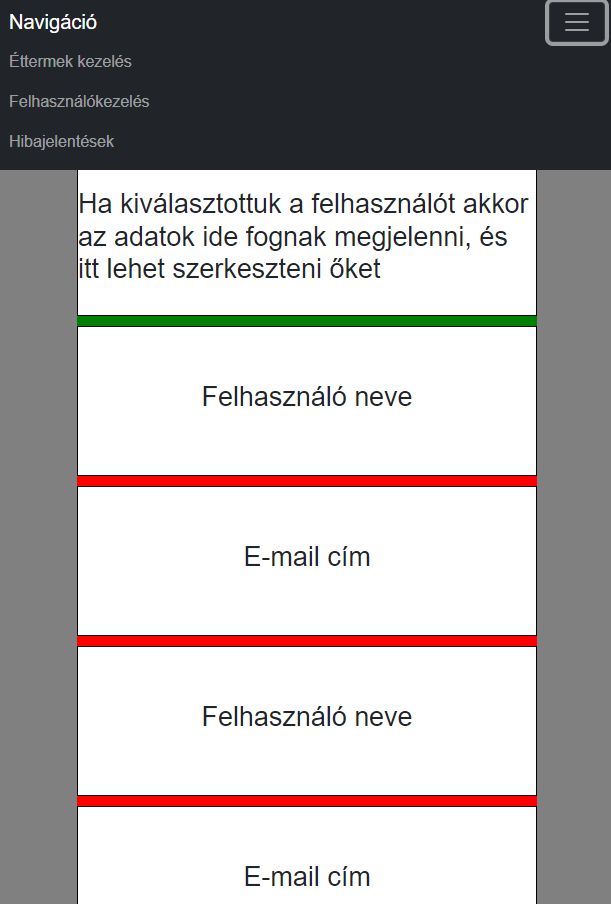 Navigáció
Éttermek kezelés
Felhasználókezelés
Hibajelentések
Ha kiválasztottuk a felhasználót akkor
az adatok ide fognak megjelenni, és
itt lehet szerkeszteni őket
Felhasználó neve
E-mail cím
Felhasználó neve
E-mail cím